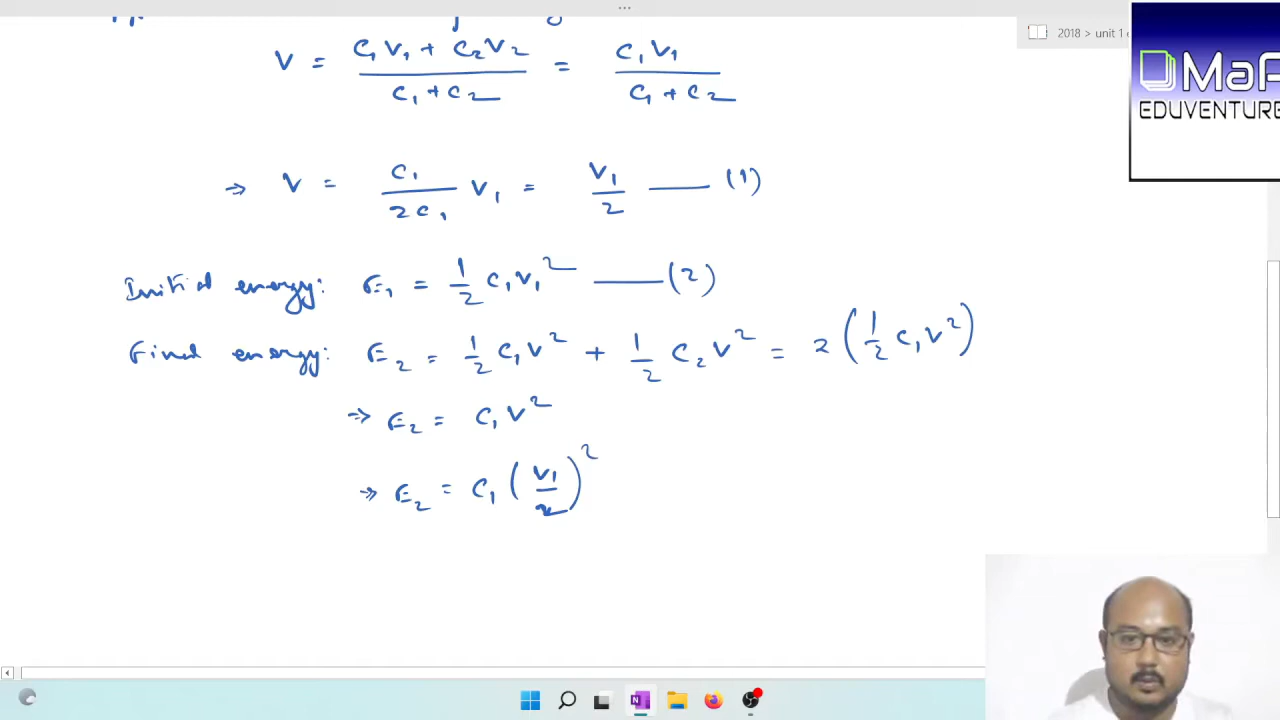 2018 > unit 1
MaF
EDUVENTURE
V = C₁V₁ + C₂V₂ / C₁+C₂ = C₁V₁ / C₁+C₂
⇒ V = C₁ / 2C₁ V₁ = V₁/2 —— (1)
Initial energy: E₁ = 1/2 C₁V₁² —— (2)
Final energy: E₂ = 1/2 C₁V² + 1/2 C₂V² = 2(1/2 C₁V²)
⇒ E₂ = C₁V²
⇒ E₂ = C₁(V₁/2)²